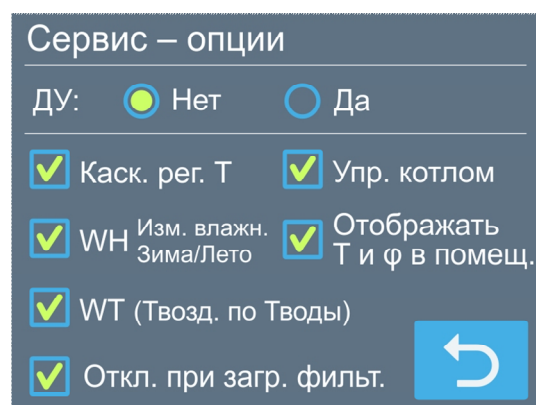 Сервис – опции
ДУ: Нет Да
Каск. рег. Т Упр. котлом
WH Изм. влажн. Зима/Лето
Отображать
Т и φ в помещ.
WT (Твозд. по Тводы)
Откл. при загр. фильт.